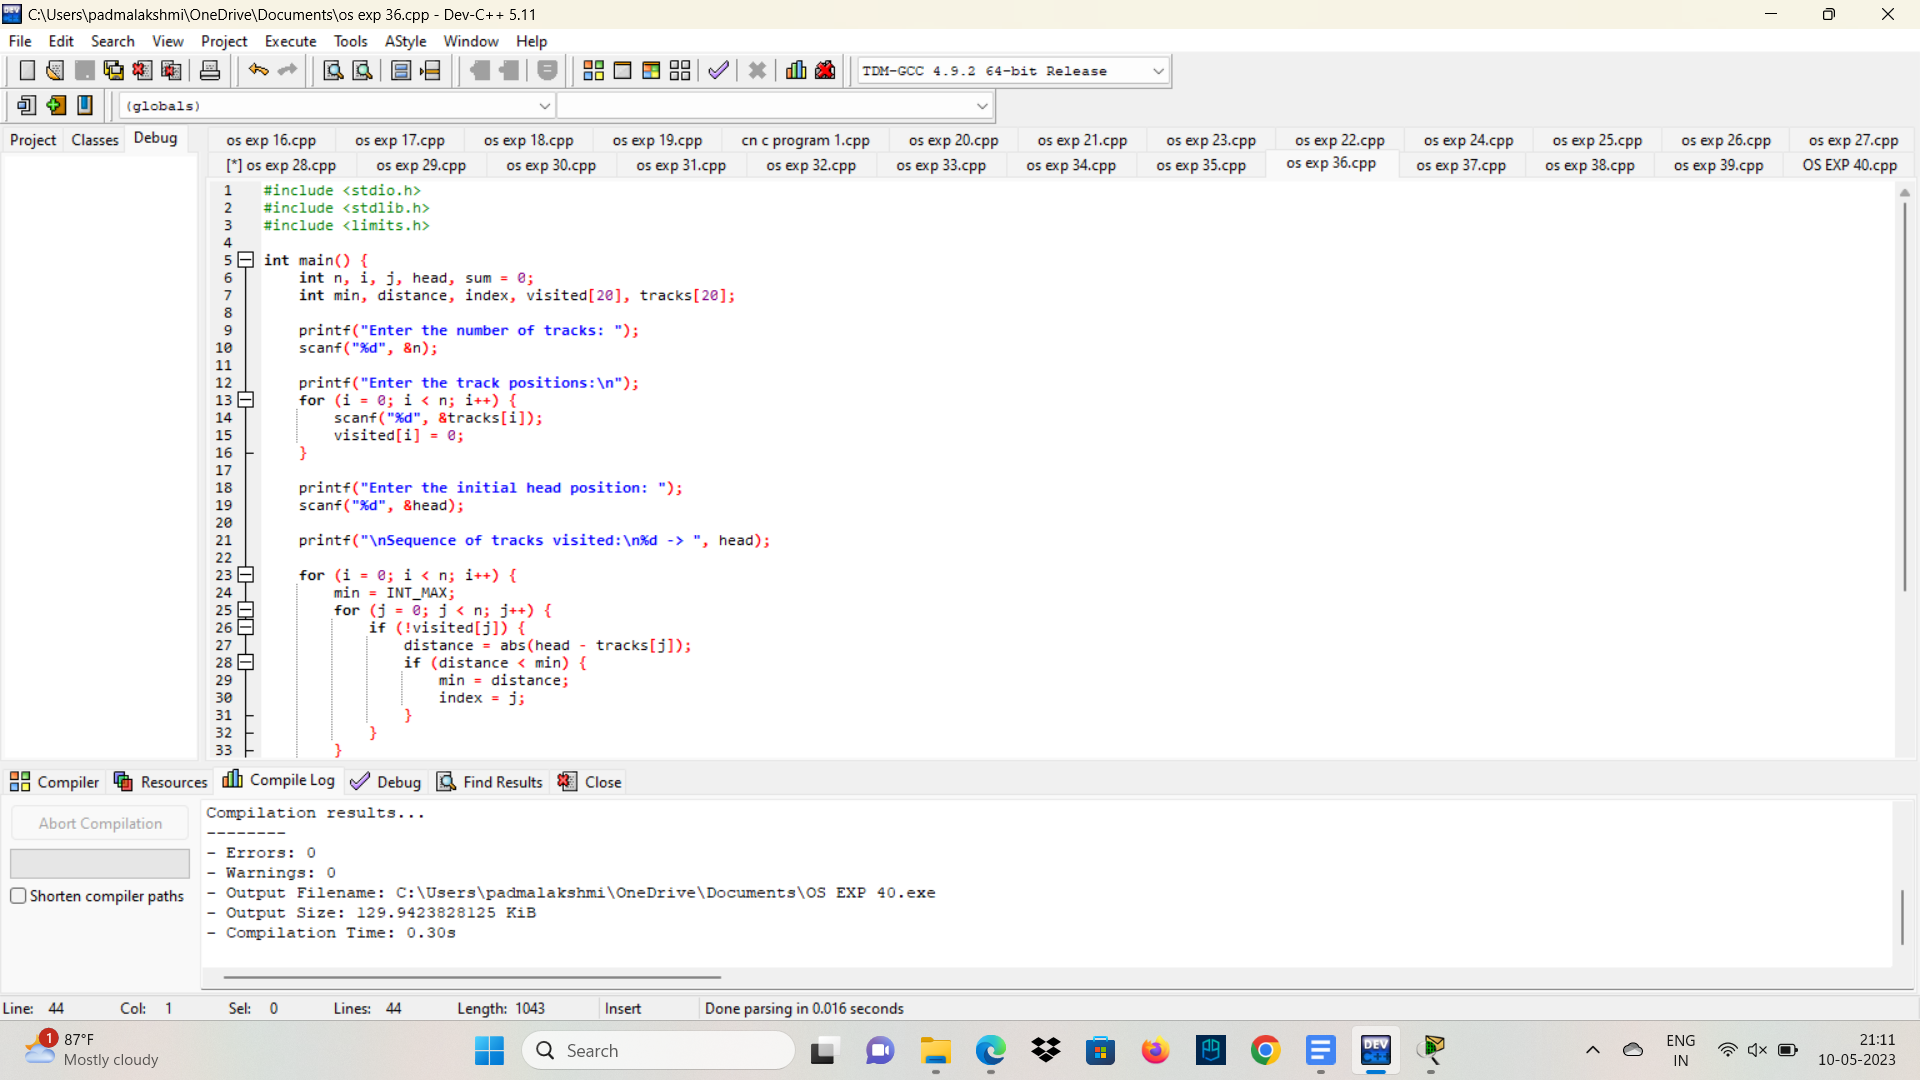 C:\Users\padmalakshmi\OneDrive\Documents\os exp 36.cpp - Dev-C++ 5.11
File Edit Search View Project Execute Tools AStyle Window Help
TDM-GCC 4.9.2 64-bit Release
(globals)
Project Classes Debug
os exp 16.cpp os exp 17.cpp os exp 18.cpp os exp 19.cpp cn c program 1.cpp os exp 20.cpp os exp 21.cpp os exp 23.cpp os exp 22.cpp os exp 24.cpp os exp 25.cpp os exp 26.cpp os exp 27.cpp
[*] os exp 28.cpp os exp 29.cpp os exp 30.cpp os exp 31.cpp os exp 32.cpp os exp 33.cpp os exp 34.cpp os exp 35.cpp os exp 36.cpp os exp 37.cpp os exp 38.cpp os exp 39.cpp OS EXP 40.cpp
1 #include <stdio.h>
2 #include <stdlib.h>
3 #include <limits.h>
4
5 int main() {
6 int n, i, j, head, sum = 0;
7 int min, distance, index, visited[20], tracks[20];
8
9 printf("Enter the number of tracks: ");
10 scanf("%d", &n);
11
12 printf("Enter the track positions:\n");
13 for (i = 0; i < n; i++) {
14 scanf("%d", &tracks[i]);
15 visited[i] = 0;
16 }
17
18 printf("Enter the initial head position: ");
19 scanf("%d", &head);
20
21 printf("\nSequence of tracks visited:\n%d -> ", head);
22
23 for (i = 0; i < n; i++) {
24 min = INT_MAX;
25 for (j = 0; j < n; j++) {
26 if (!visited[j]) {
27 distance = abs(head - tracks[j]);
28 if (distance < min) {
29 min = distance;
30 index = j;
31 }
32 }
33 }
Compiler Resources Compile Log Debug Find Results Close
Abort Compilation
Shorten compiler paths
Compilation results...
--------
- Errors: 0
- Warnings: 0
- Output Filename: C:\Users\padmalakshmi\OneDrive\Documents\OS EXP 40.exe
- Output Size: 129.9423828125 KiB
- Compilation Time: 0.30s
Line: 44 Col: 1 Sel: 0 Lines: 44 Length: 1043 Insert Done parsing in 0.016 seconds
1
87°F
Mostly cloudy
Search
DEV
C++
ENG
IN
21:11
10-05-2023